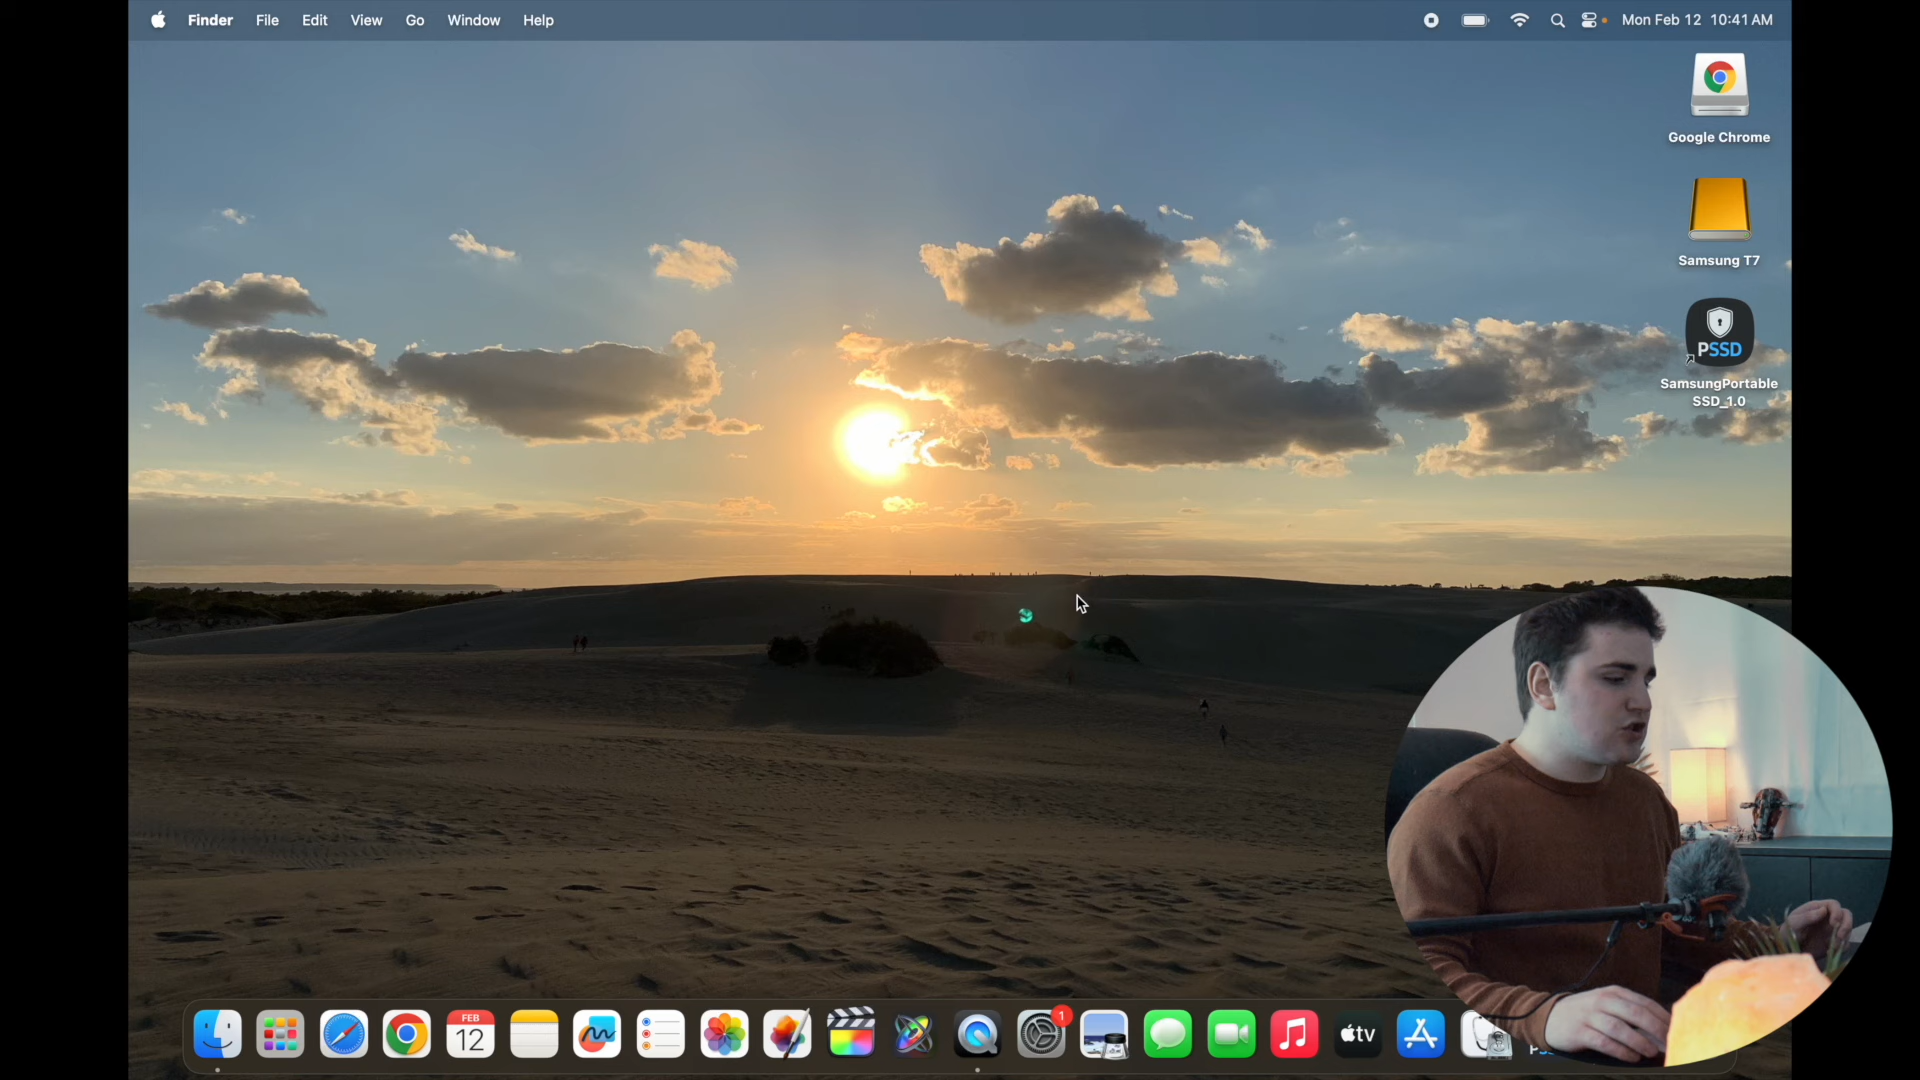 Finder File Edit View Go Window Help Mon Feb 12 10:41 AM
Google Chrome
Samsung T7
PSSD
SamsungPortable
SSD_1.0
FEB
12
1
tv